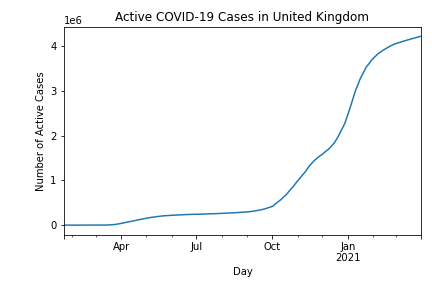 Active COVID-19 Cases in United Kingdom
1e6
4
3
2
1
0
Number of Active Cases
Apr
Jul
Oct
Jan
2021
Day